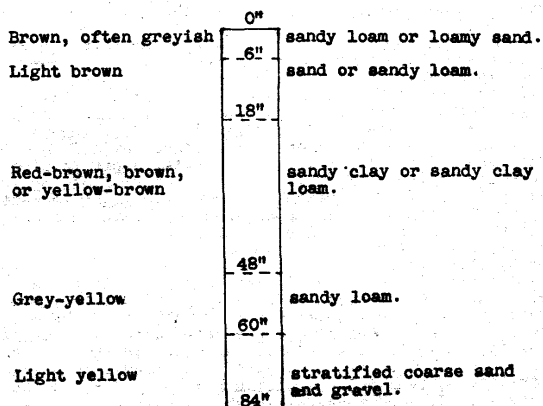 0"
Brown, often greyish sandy loam or loamy sand.
6"
Light brown sand or sandy loam.
18"
Red-brown, brown, sandy clay or sandy clay
or yellow-brown loam.
48"
Grey-yellow sandy loam.
60"
Light yellow stratified coarse sand
and gravel.
84"